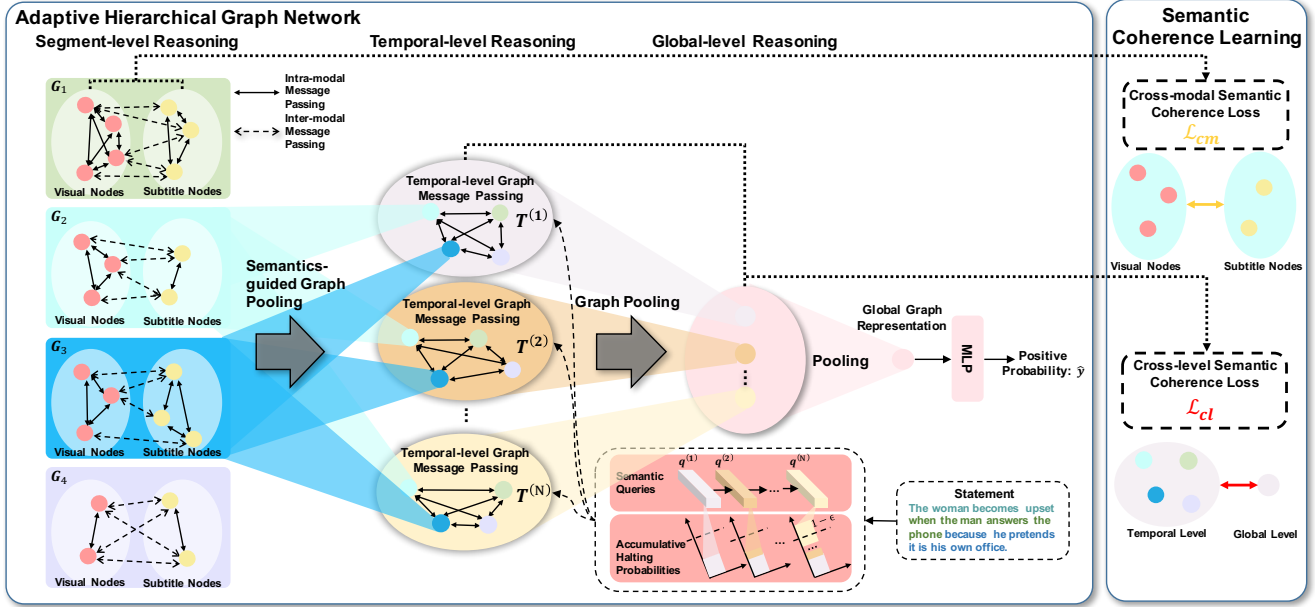 Adaptive Hierarchical Graph Network
Segment-level Reasoning
Temporal-level Reasoning
Global-level Reasoning
G₁
Visual Nodes
Subtitle Nodes
Intra-modal
Message
Passing
Inter-modal
Message
Passing
G₂
Visual Nodes
Subtitle Nodes
G₃
Visual Nodes
Subtitle Nodes
G₄
Visual Nodes
Subtitle Nodes
Semantics-
guided Graph
Pooling
Temporal-level Graph
Message Passing
T⁽¹⁾
Temporal-level Graph
Message Passing
T⁽²⁾
Temporal-level Graph
Message Passing
T⁽ᴺ⁾
Graph Pooling
Pooling
Global Graph
Representation
MLP
Positive
Probability: ŷ
Semantic
Queries
q⁽¹⁾
q⁽²⁾
...
q⁽ᴺ⁾
Accumulative
Halting
Probabilities
1 − ϵ
...
...
Statement
The woman becomes upset
when the man answers the
phone because he pretends
it is his own office.
Semantic
Coherence Learning
Cross-modal Semantic
Coherence Loss
ℒcm
Visual Nodes
Subtitle Nodes
Cross-level Semantic
Coherence Loss
ℒcl
Temporal Level
Global Level